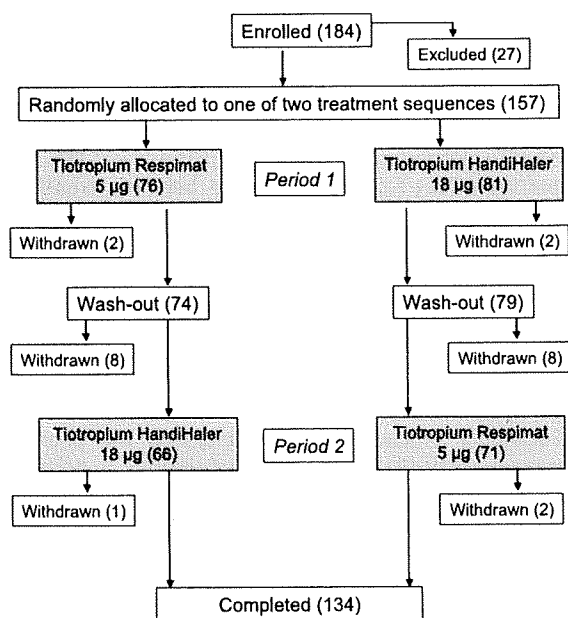 Enrolled (184)
Excluded (27)
Randomly allocated to one of two treatment sequences (157)
Tiotropium Respimat
5 µg (76)
Period 1
Tiotropium HandiHaler
18 µg (81)
Withdrawn (2)
Withdrawn (2)
Wash-out (74)
Wash-out (79)
Withdrawn (8)
Withdrawn (8)
Tiotropium HandiHaler
18 µg (66)
Period 2
Tiotropium Respimat
5 µg (71)
Withdrawn (1)
Withdrawn (2)
Completed (134)